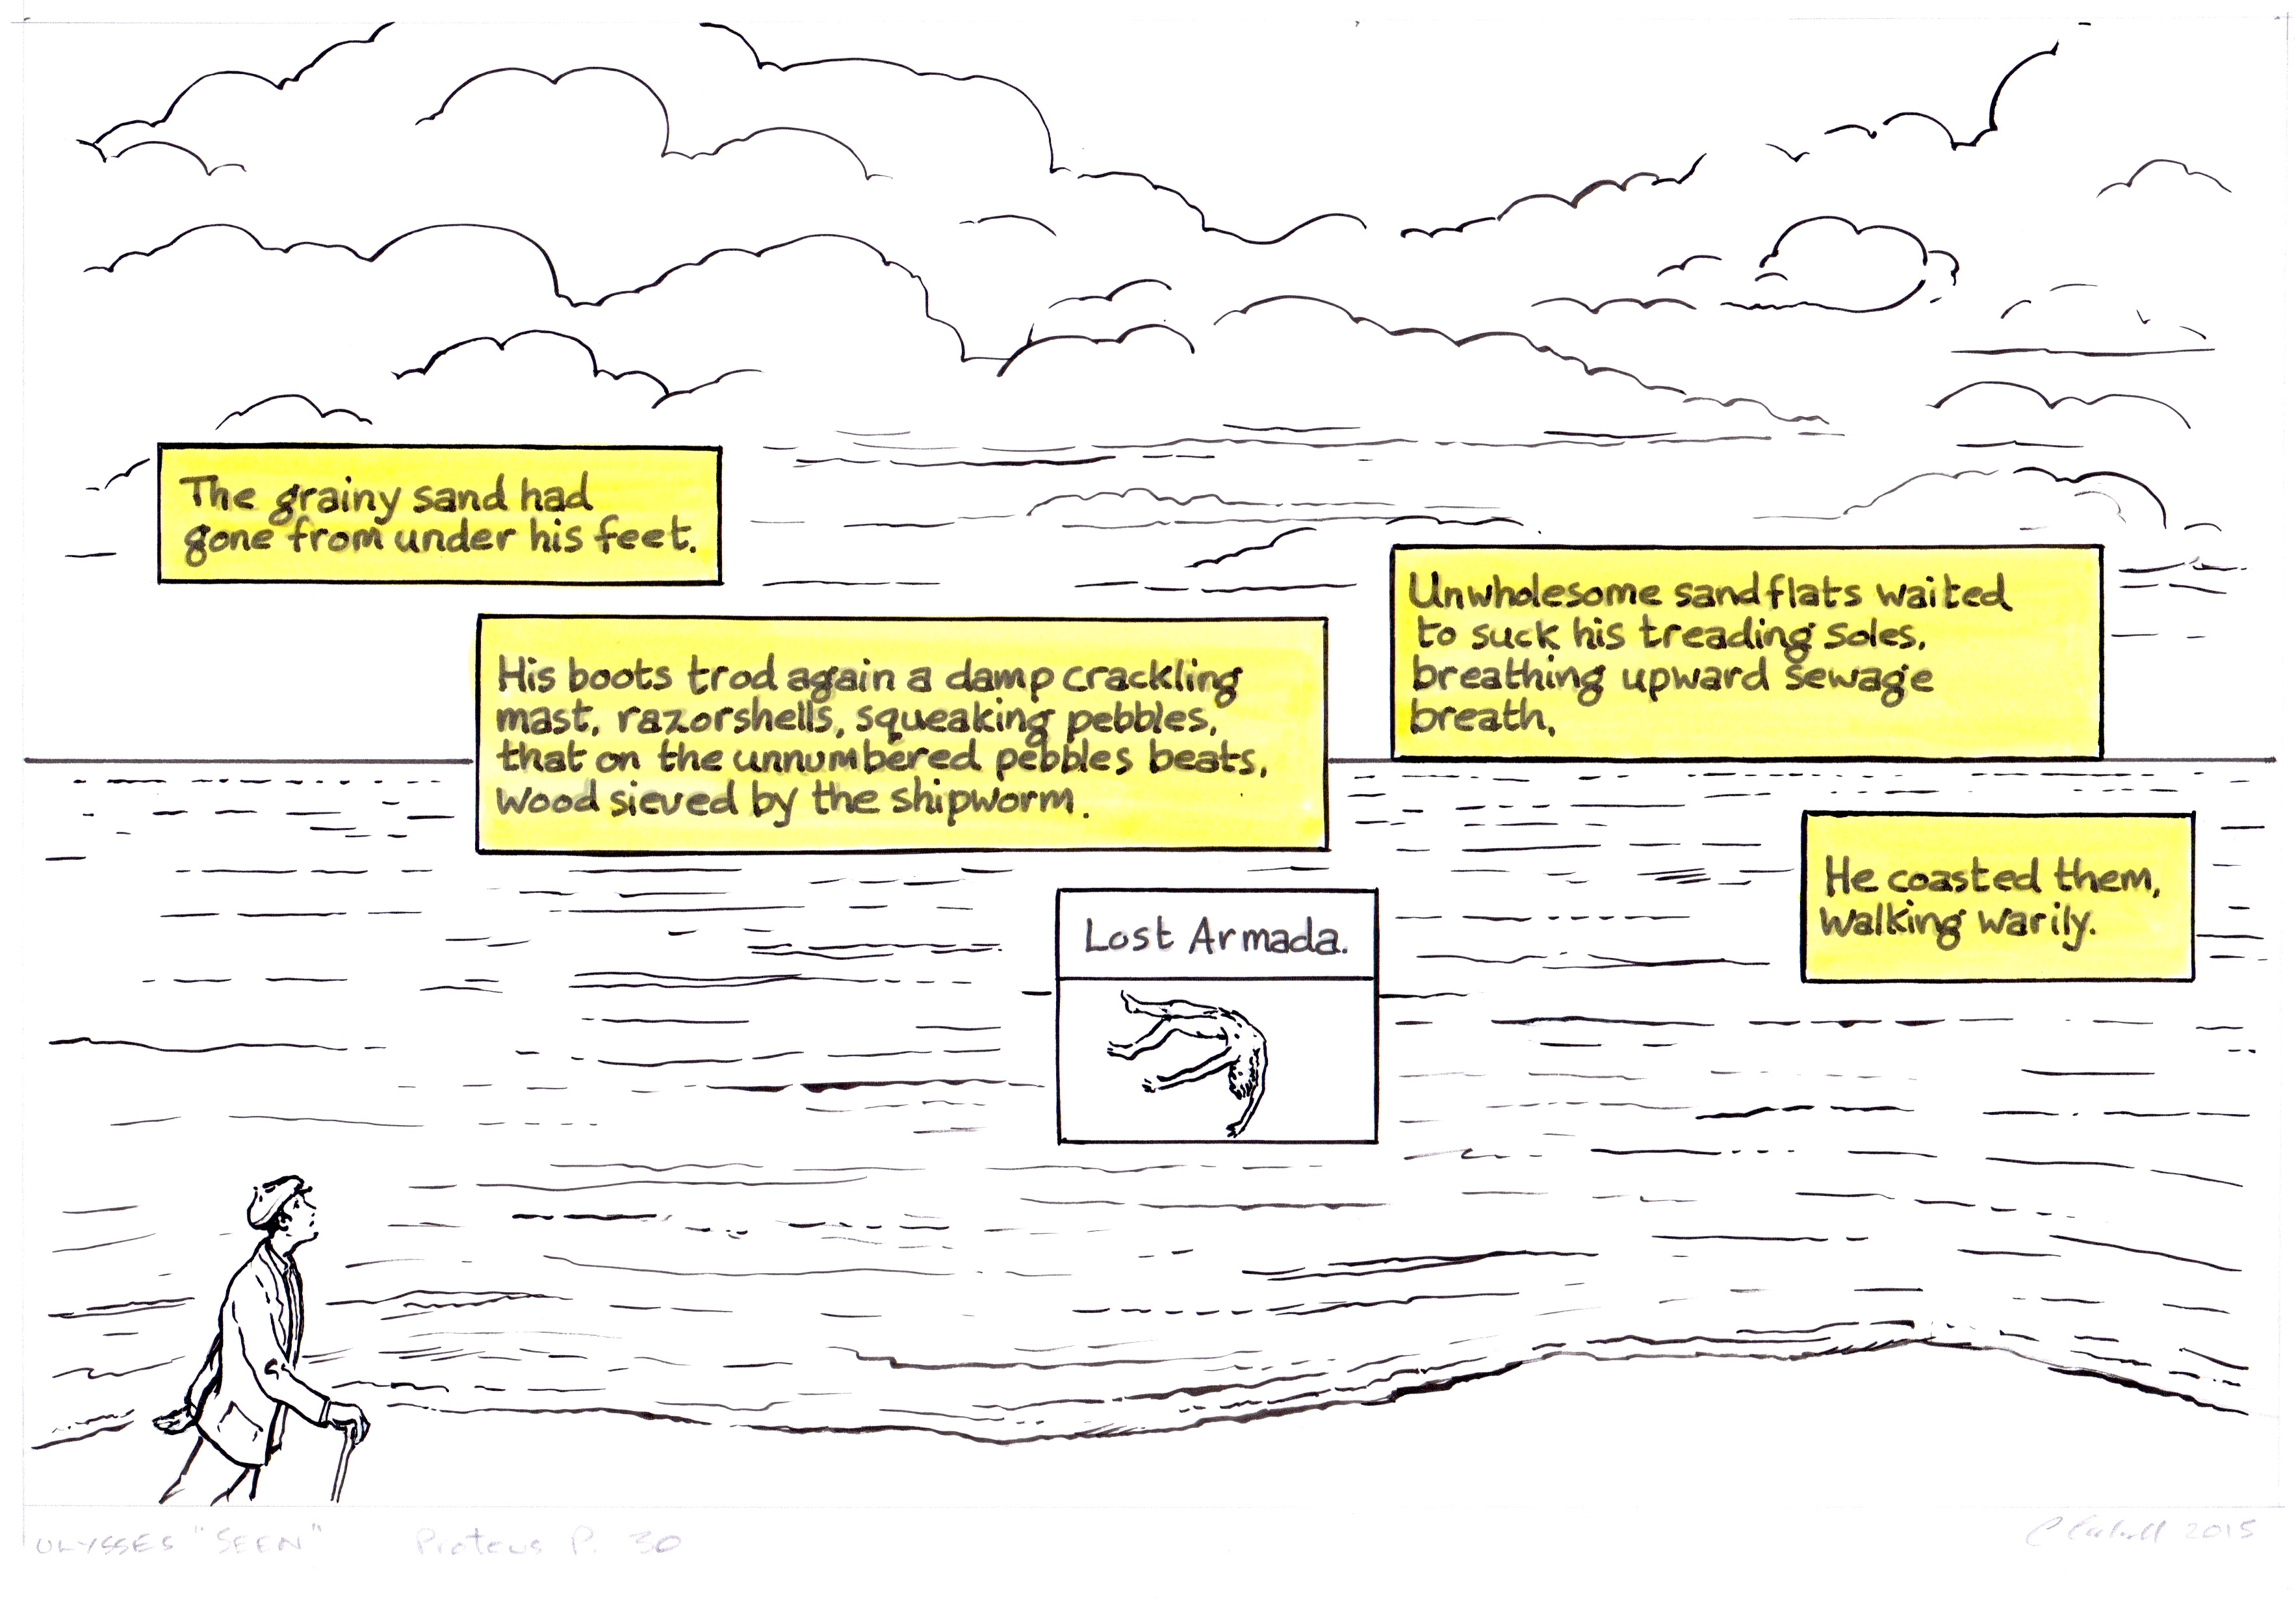 The grainy sand had
gone from under his feet.
His boots trod again a damp crackling
mast, razorshells, squeaking pebbles,
that on the unnumbered pebbles beats,
wood sieved by the shipworm.
Lost Armada.
Unwholesome sandflats waited
to suck his treading soles,
breathing upward sewage
breath.
He coasted them,
walking warily.
ULYSSES "SEEN" Proteus P. 30
2015